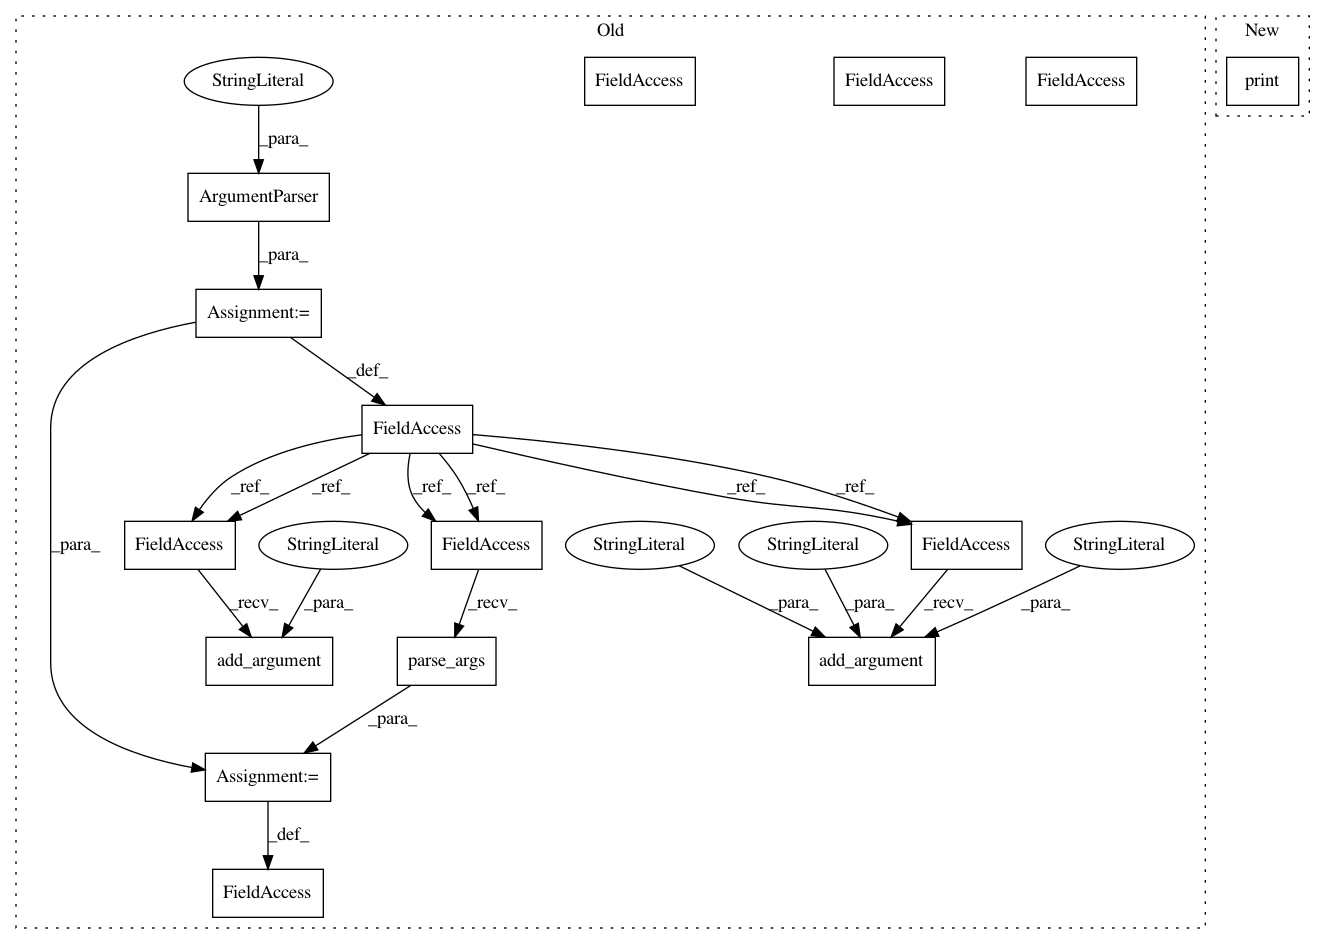 Old
New
StringLiteral
FieldAccess
FieldAccess
FieldAccess
print
_para_
ArgumentParser
_para_
Assignment:=
_def_
FieldAccess
_ref_
_ref_
_ref_
_ref_
_ref_
_ref_
_para_
FieldAccess
StringLiteral
FieldAccess
StringLiteral
StringLiteral
FieldAccess
StringLiteral
_recv_
_para_
_recv_
_para_
_para_
_recv_
_para_
add_argument
parse_args
add_argument
_para_
Assignment:=
_def_
FieldAccess